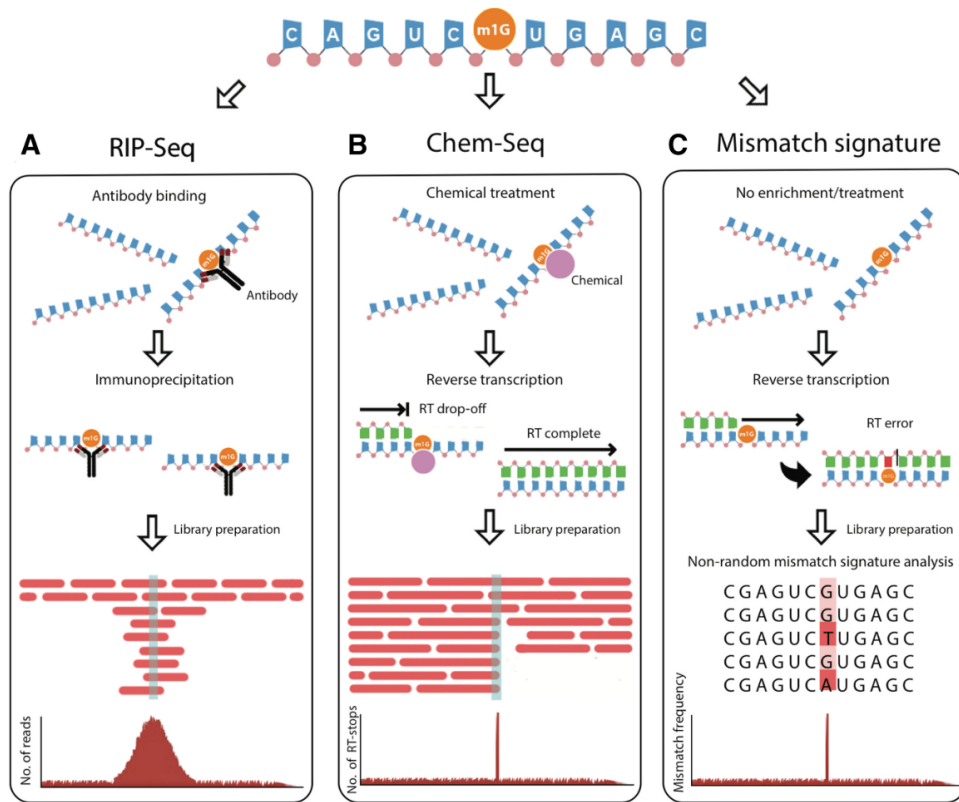 C A G U C m1G U G A G C
A RIP-Seq
Antibody binding
m1G
Antibody
Immunoprecipitation
m1G
m1G
Library preparation
No. of reads
B Chem-Seq
Chemical treatment
m1G
Chemical
Reverse transcription
RT drop-off
m1G
RT complete
Library preparation
No. of RT-stops
C Mismatch signature
No enrichment/treatment
m1G
Reverse transcription
RT error
m1G
m1G
Library preparation
Non-random mismatch signature analysis
CGAGUCGUGAGC
CGAGUCGUGAGC
CGAGUCTUGAGC
CGAGUCGUGAGC
CGAGUCAUGAGC
Mismatch frequency